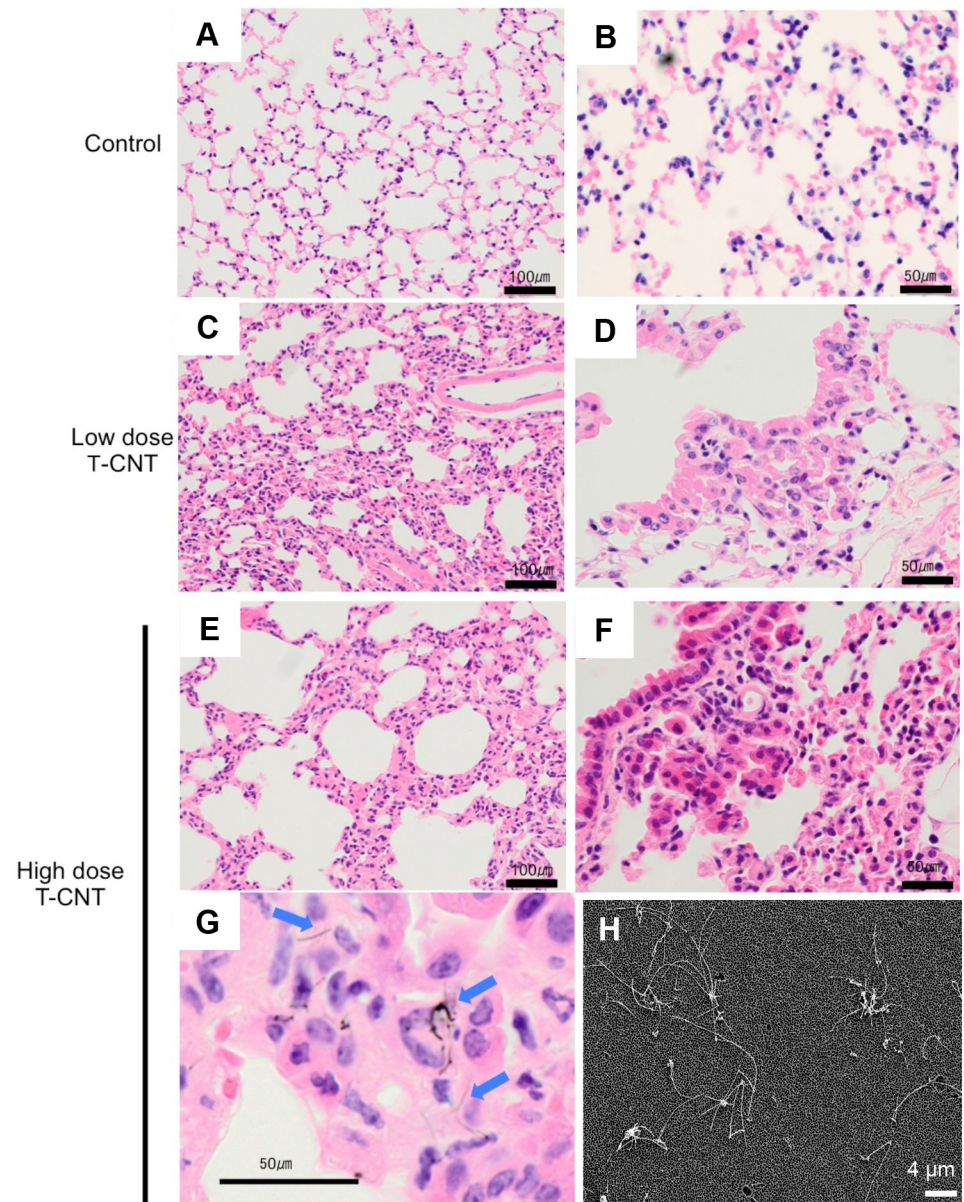 A
B
Control
100μm
50μm
C
D
Low dose
T-CNT
100μm
50μm
E
F
High dose
T-CNT
100μm
50μm
G
H
50μm
4 μm